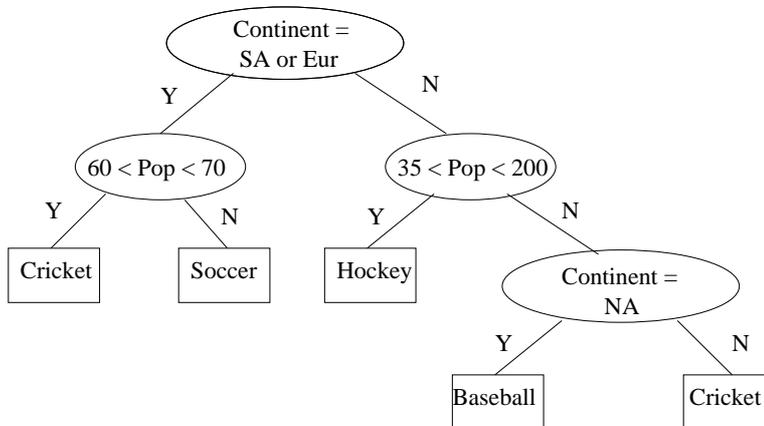 Continent =
SA or Eur
Y
N
60 < Pop < 70
35 < Pop < 200
Y
N
Y
N
Cricket
Soccer
Hockey
Continent =
NA
Y
N
Baseball
Cricket